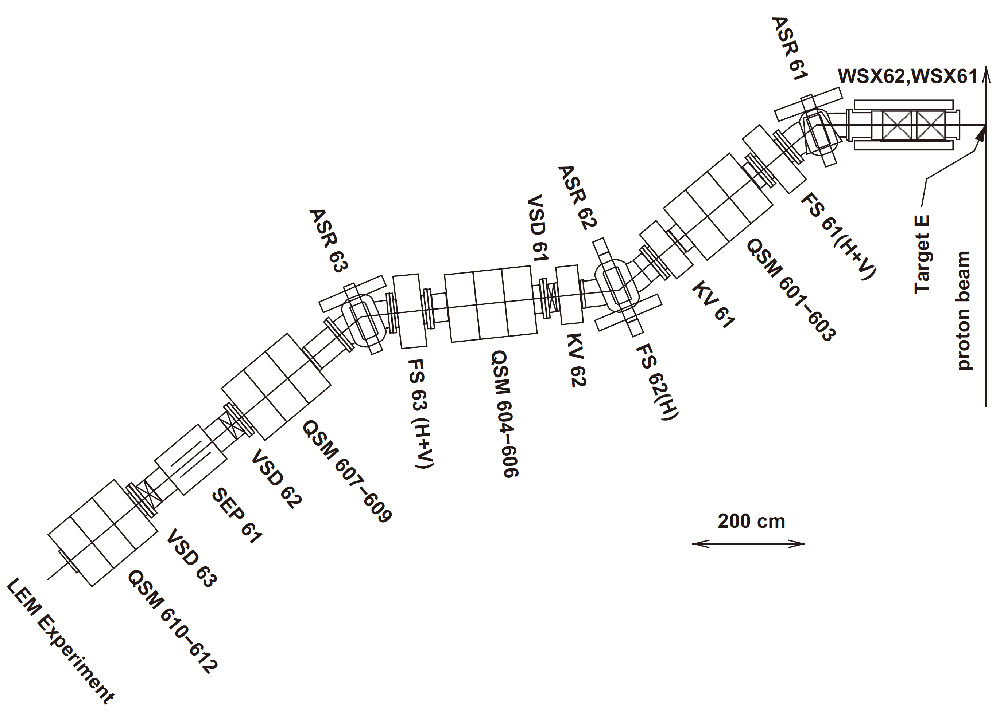 ASR 61
WSX62,WSX61
ASR 62
VSD 61
ASR 63
FS 61(H+V)
Target E
proton beam
QSM 601–603
KV 61
FS 62(H)
KV 62
QSM 604–606
FS 63 (H+V)
QSM 607–609
VSD 62
SEP 61
VSD 63
QSM 610–612
LEM Experiment
200 cm